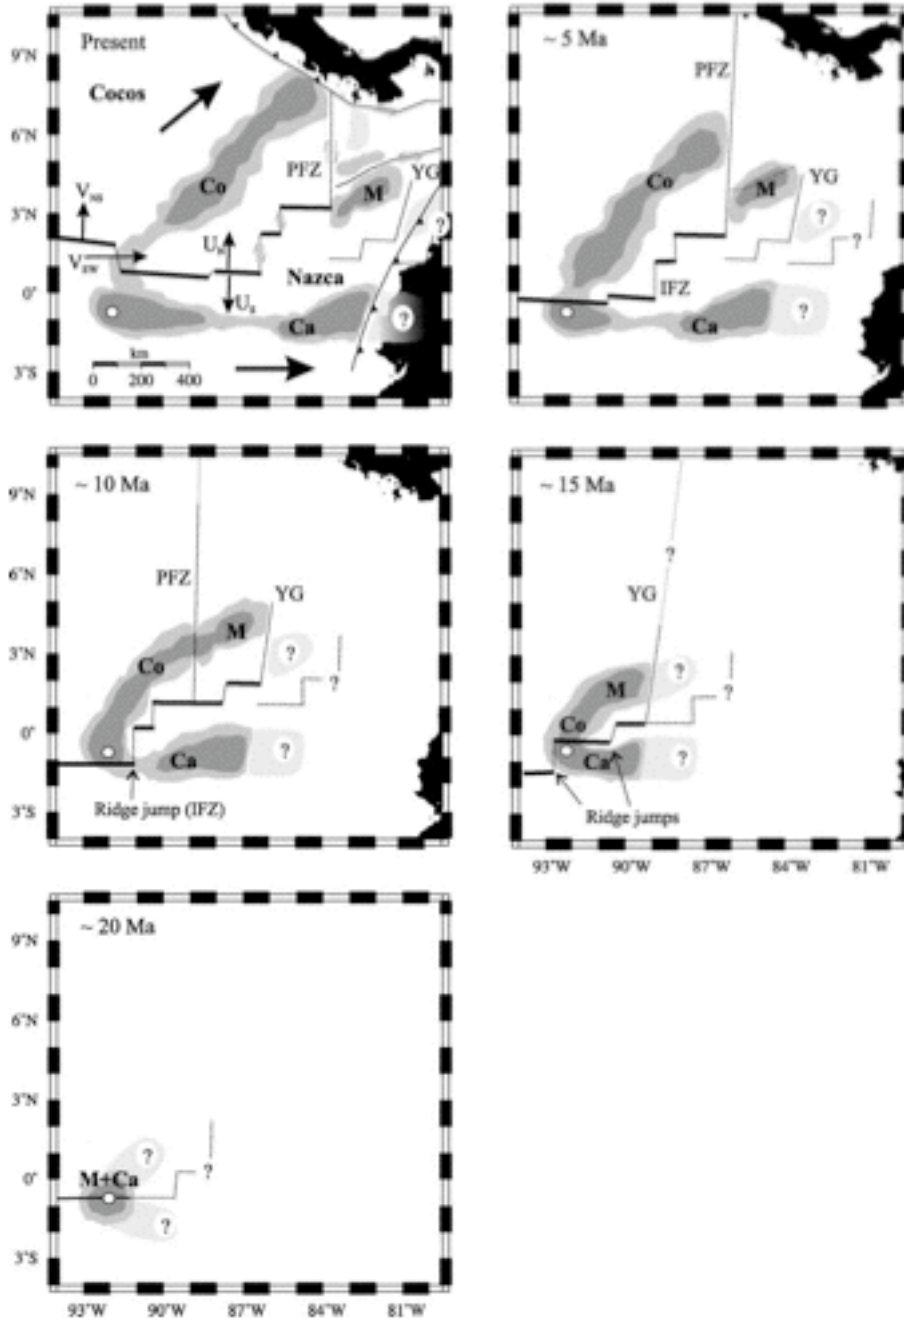 Present
Cocos
9°N
6°N
3°N
0°
3°S
V_NS
V_EW
Co
PFZ
M
YG
?
U_N
Nazca
U_S
Ca
?
km
0 200 400
~ 5 Ma
PFZ
Co
M
YG
?
?
IFZ
Ca
?
~ 10 Ma
9°N
6°N
3°N
0°
3°S
PFZ
YG
M
Co
?
?
Ca
?
Ridge jump (IFZ)
~ 15 Ma
?
YG
M
?
?
Co
Ca
?
Ridge jumps
93°W 90°W 87°W 84°W 81°W
~ 20 Ma
9°N
6°N
3°N
0°
3°S
?
M+Ca
?
?
93°W 90°W 87°W 84°W 81°W